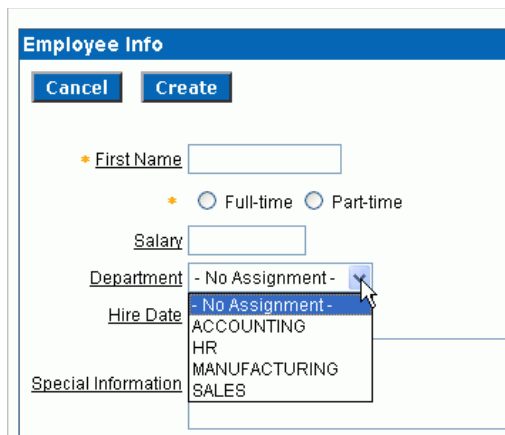 Employee Info
Cancel Create
* First Name
* Full-time Part-time
Salary
Department - No Assignment -
- No Assignment -
Hire Date
ACCOUNTING
HR
MANUFACTURING
Special Information
SALES